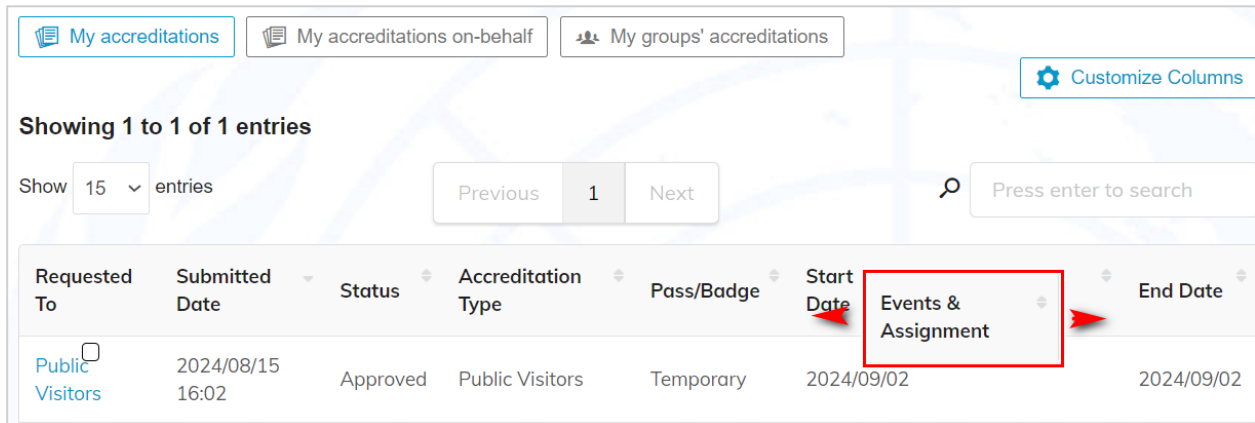 My accreditations My accreditations on-behalf My groups' accreditations
Customize Columns
Showing 1 to 1 of 1 entries
Show 15 entries Previous 1 Next Press enter to search
Requested To Submitted Date Status Accreditation Type Pass/Badge Start Date Events & Assignment End Date
Public Visitors 2024/08/15 16:02 Approved Public Visitors Temporary 2024/09/02 2024/09/02